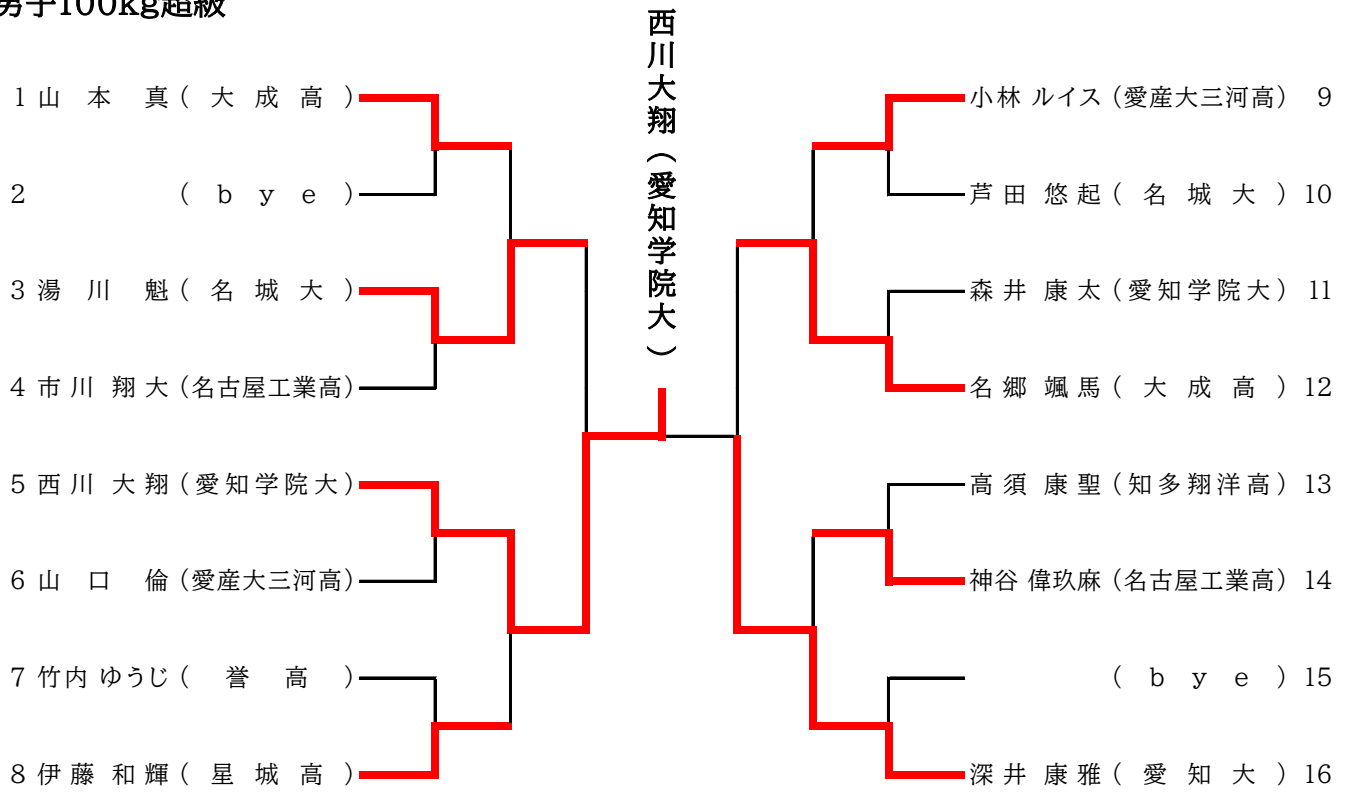 男子100kg超級
西川大翔（愛知学院大）
1 山本 真（大成高）
2 （bye）
3 湯川 魁（名城大）
4 市川 翔大（名古屋工業高）
5 西川 大翔（愛知学院大）
6 山口 倫（愛産大三河高）
7 竹内 ゆうじ（誉高）
8 伊藤 和輝（星城高）
小林 ルイス（愛産大三河高） 9
芦田 悠起（名城大） 10
森井 康太（愛知学院大） 11
名郷 颯馬（大成高） 12
高須 康聖（知多翔洋高） 13
神谷 偉玖麻（名古屋工業高） 14
（bye） 15
深井 康雅（愛知大） 16